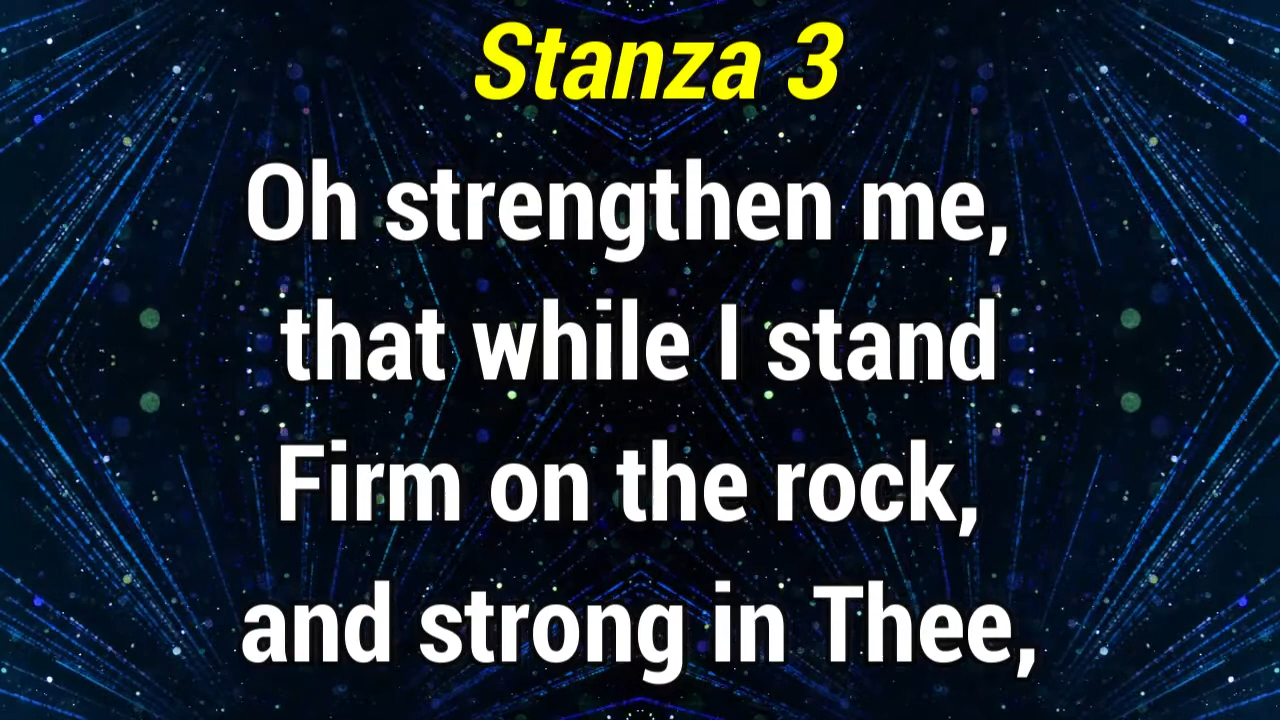 Stanza 3
Oh strengthen me,
that while I stand
Firm on the rock,
and strong in Thee,